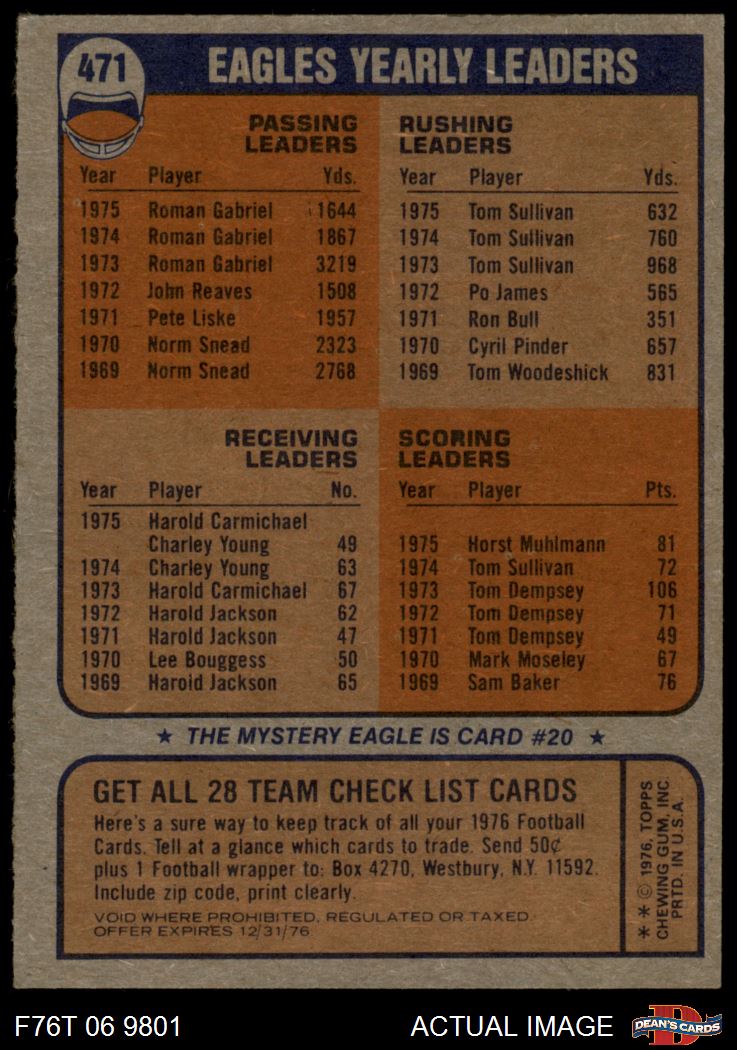 471
EAGLES YEARLY LEADERS
PASSING
LEADERS
Year Player Yds.
1975 Roman Gabriel 1644
1974 Roman Gabriel 1867
1973 Roman Gabriel 3219
1972 John Reaves 1508
1971 Pete Liske 1957
1970 Norm Snead 2323
1969 Norm Snead 2768
RUSHING
LEADERS
Year Player Yds.
1975 Tom Sullivan 632
1974 Tom Sullivan 760
1973 Tom Sullivan 968
1972 Po James 565
1971 Ron Bull 351
1970 Cyril Pinder 657
1969 Tom Woodeshick 831
RECEIVING
LEADERS
Year Player No.
1975 Harold Carmichael
Charley Young 49
1974 Charley Young 63
1973 Harold Carmichael 67
1972 Harold Jackson 62
1971 Harold Jackson 47
1970 Lee Bouggess 50
1969 Harold Jackson 65
SCORING
LEADERS
Year Player Pts.
1975 Horst Muhlmann 81
1974 Tom Sullivan 72
1973 Tom Dempsey 106
1972 Tom Dempsey 71
1971 Tom Dempsey 49
1970 Mark Moseley 67
1969 Sam Baker 76
★ THE MYSTERY EAGLE IS CARD #20 ★
GET ALL 28 TEAM CHECK LIST CARDS
Here's a sure way to keep track of all your 1976 Football
Cards. Tell at a glance which cards to trade. Send 50¢
plus 1 Football wrapper to: Box 4270, Westbury, N.Y. 11592.
Include zip code, print clearly.
VOID WHERE PROHIBITED, REGULATED OR TAXED.
OFFER EXPIRES 12/31/76
* * © 1976, TOPPS
CHEWING GUM, INC.
PRTD. IN U.S.A.
F76T 06 9801
ACTUAL IMAGE
D
DEAN'S CARDS